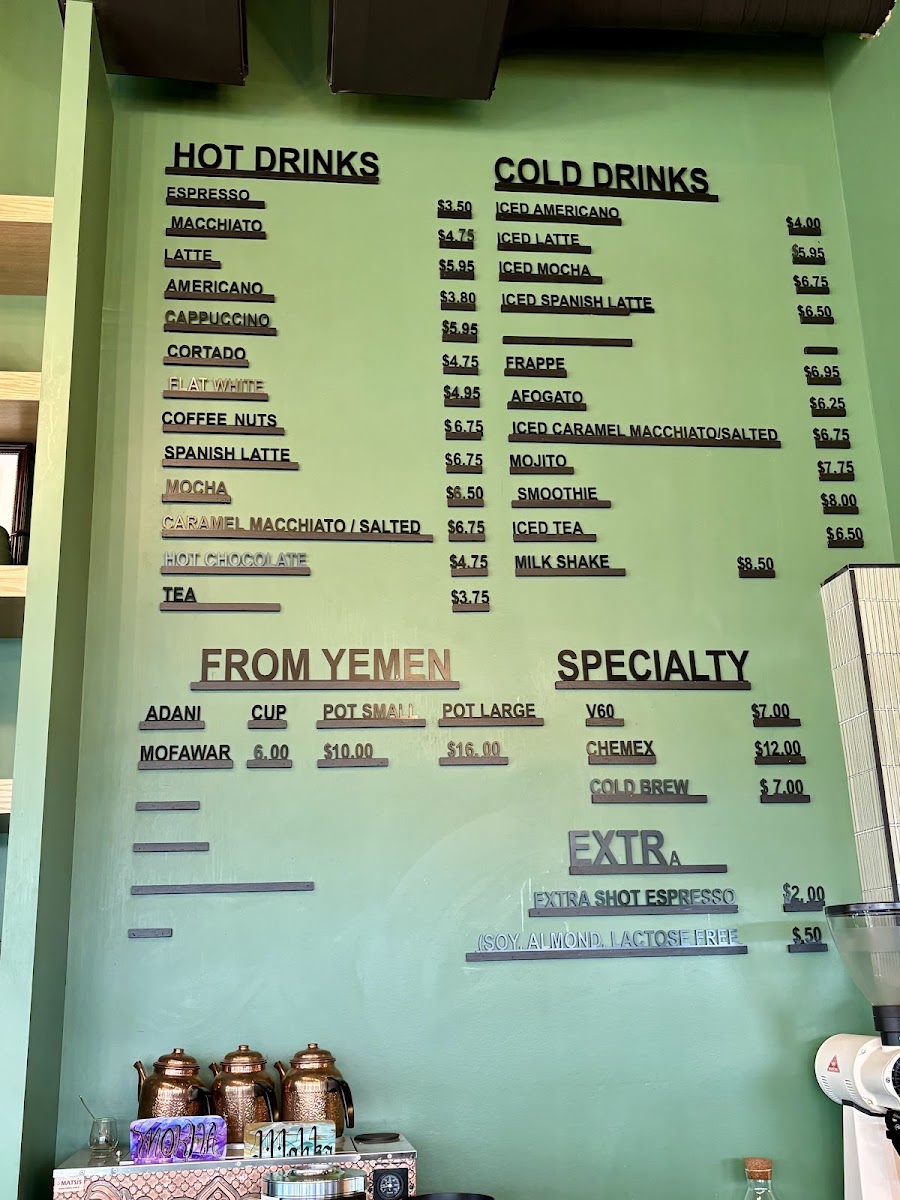 HOT DRINKS
ESPRESSO $3.50
MACCHIATO $4.75
LATTE $5.95
AMERICANO $3.80
CAPPUCCINO $5.95
CORTADO $4.75
FLAT WHITE $4.95
COFFEE NUTS $6.75
SPANISH LATTE $6.75
MOCHA $6.50
CARAMEL MACCHIATO / SALTED $6.75
HOT CHOCOLATE $4.75
TEA $3.75
COLD DRINKS
ICED AMERICANO $4.00
ICED LATTE $5.95
ICED MOCHA $6.75
ICED SPANISH LATTE $6.50
FRAPPE $6.95
AFOGATO $6.25
ICED CARAMEL MACCHIATO/SALTED $6.75
MOJITO $7.75
SMOOTHIE $8.00
ICED TEA $6.50
MILK SHAKE $8.50
FROM YEMEN
ADANI CUP POT SMALL POT LARGE
MOFAWAR 6.00 $10.00 $16.00
SPECIALTY
V60 $7.00
CHEMEX $12.00
COLD BREW $7.00
EXTRA
EXTRA SHOT ESPRESSO $2.00
(SOY, ALMOND, LACTOSE FREE $.50
MATSIS